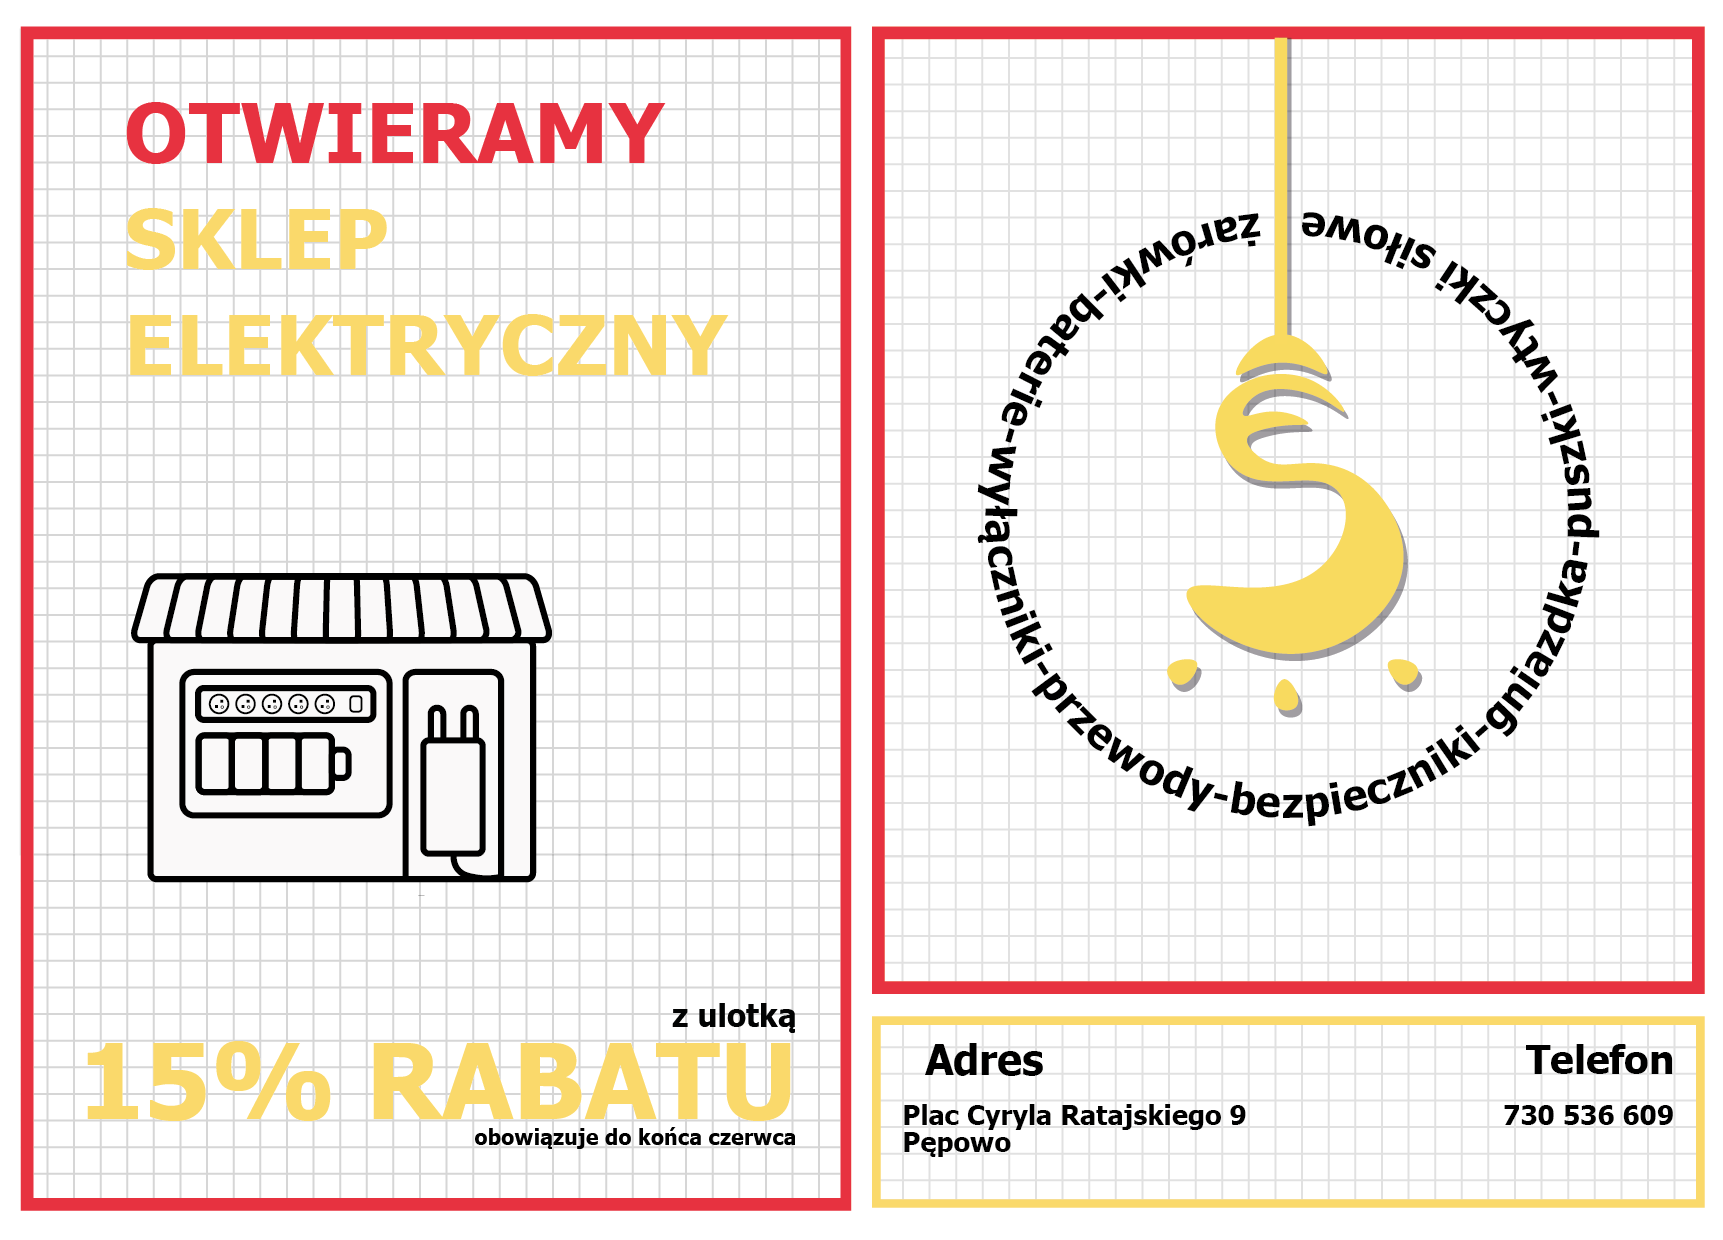 OTWIERAMY
SKLEP
ELEKTRYCZNY
z ulotką
15% RABATU
obowiązuje do końca czerwca
żarówki-baterie-wyłączniki-przewody-bezpieczniki-gniazdka-puszki-wtyczki siłowe
Adres
Plac Cyryla Ratajskiego 9
Pępowo
Telefon
730 536 609